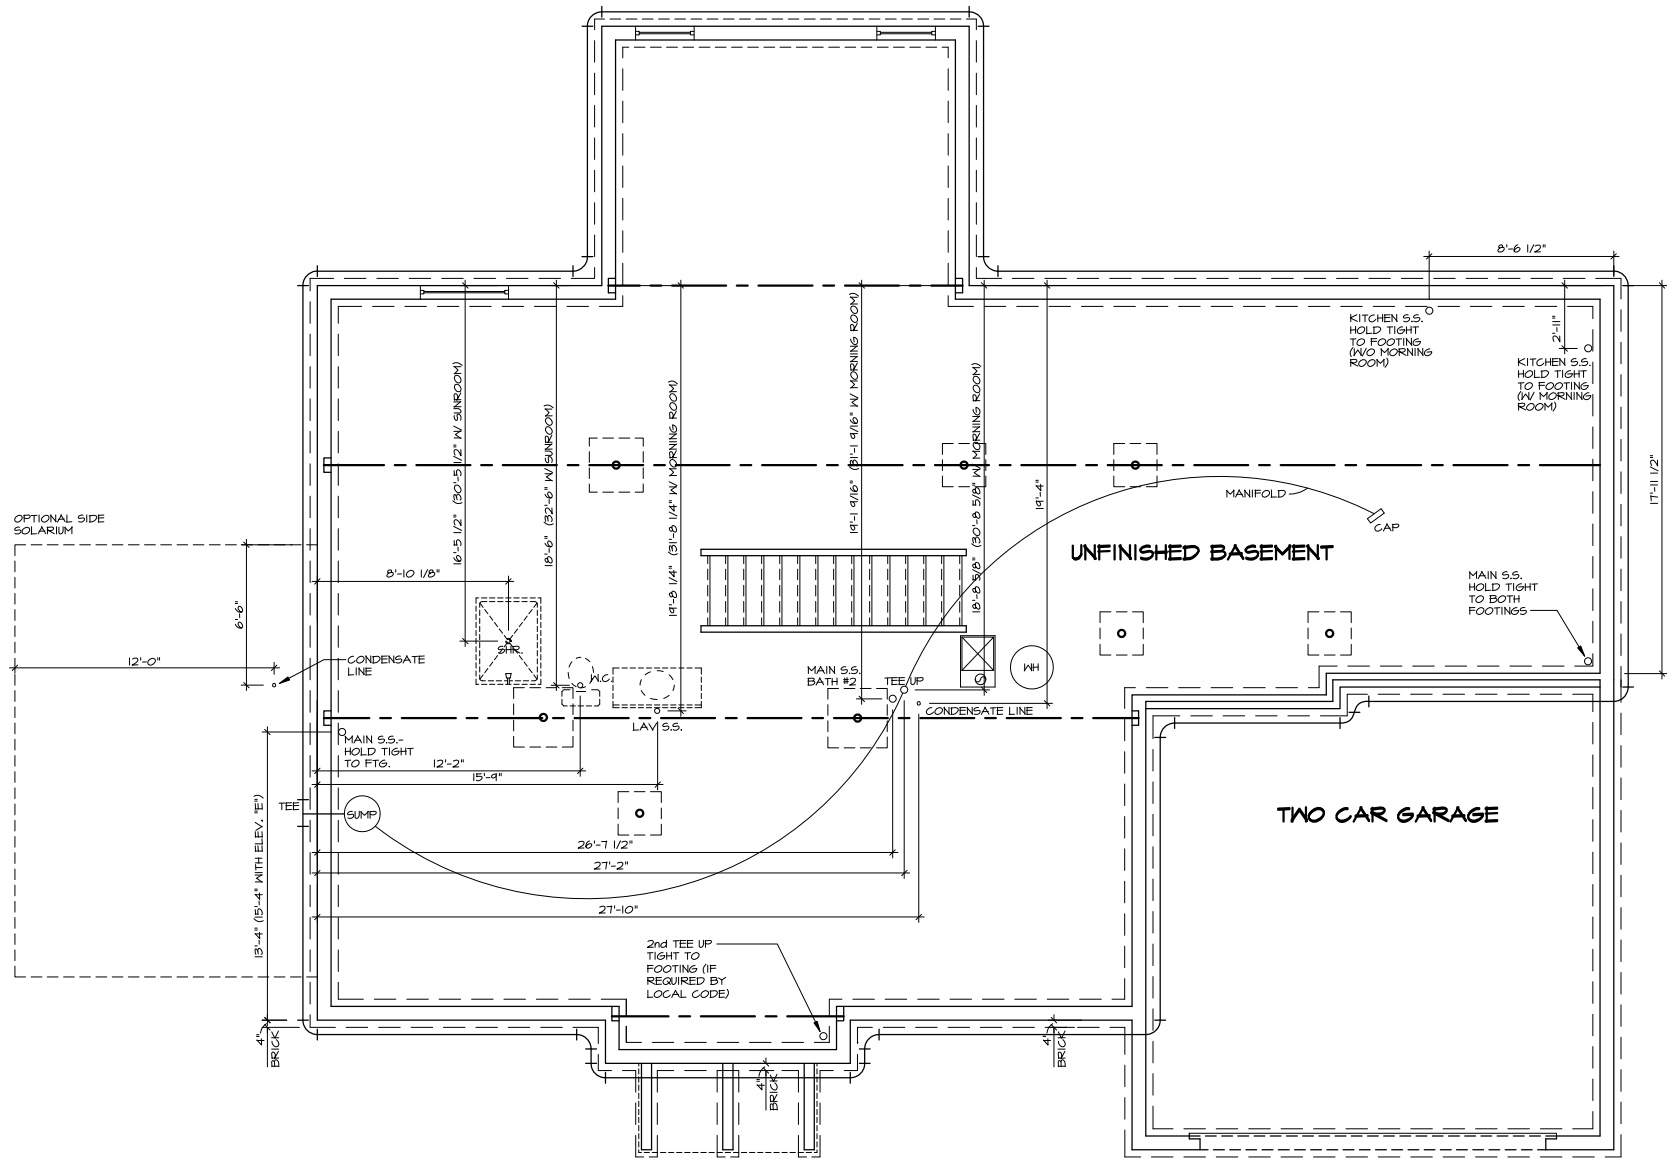 8'-6 1/2"
KITCHEN S.S.
HOLD TIGHT
TO FOOTING
(W/O MORNING
ROOM)
2'-11"
KITCHEN S.S.
HOLD TIGHT
TO FOOTING
(W/ MORNING
ROOM)
17'-11 1/2"
16'-5 1/2" (30'-5 1/2" W/ SUNROOM)
18'-6" (32'-6" W/ SUNROOM)
19'-8 1/4" (31'-8 1/4" W/ MORNING ROOM)
19'-1 9/16" (31'-1 9/16" W/ MORNING ROOM)
18'-8 5/8" (30'-8 5/8" W/ MORNING ROOM)
19'-4"
MANIFOLD
CAP
OPTIONAL SIDE
SOLARIUM
UNFINISHED BASEMENT
8'-10 1/8"
MAIN S.S.
HOLD TIGHT
TO BOTH
FOOTINGS
6'-6"
12'-0"
CONDENSATE
LINE
SHR.
W.C.
MAIN S.S.
BATH #2
TEE UP
WH
S
CONDENSATE LINE
LAV S.S.
MAIN S.S.-
HOLD TIGHT
TO FTG.
12'-2"
15'-9"
TEE
SUMP
TWO CAR GARAGE
26'-7 1/2"
27'-2"
27'-10"
13'-4" (15'-4" WITH ELEV. "E")
2nd TEE UP
TIGHT TO
FOOTING (IF
REQUIRED BY
LOCAL CODE)
4"
BRICK
4"
BRICK
4"
BRICK